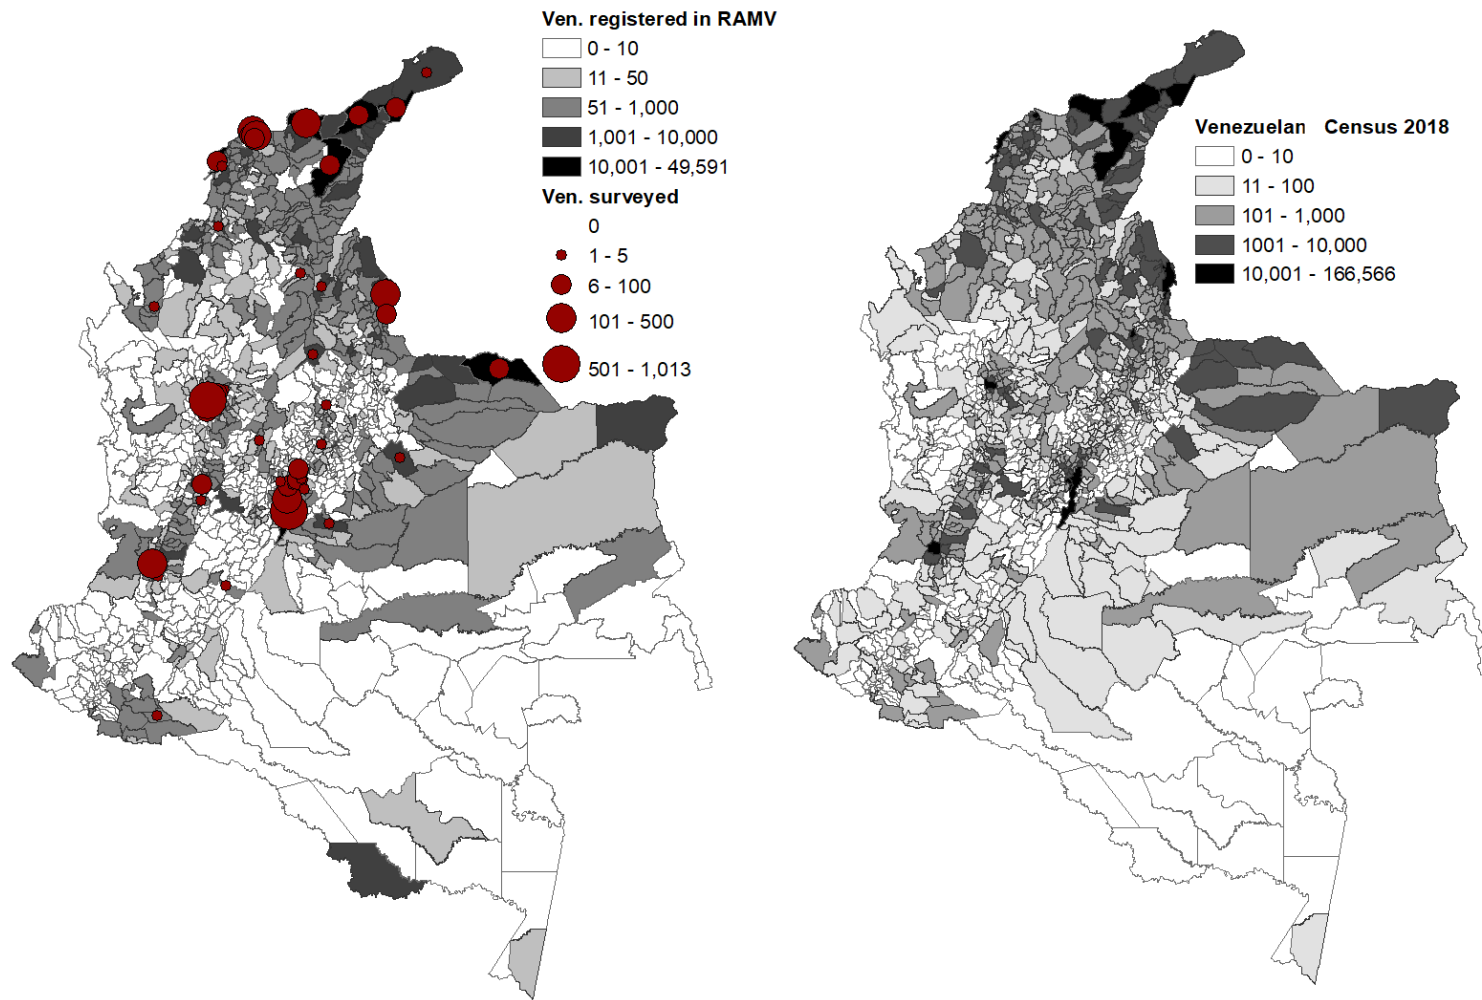 Ven. registered in RAMV
0 - 10
11 - 50
51 - 1,000
1,001 - 10,000
10,001 - 49,591
Ven. surveyed
0
1 - 5
6 - 100
101 - 500
501 - 1,013
Venezuelan Census 2018
0 - 10
11 - 100
101 - 1,000
1001 - 10,000
10,001 - 166,566